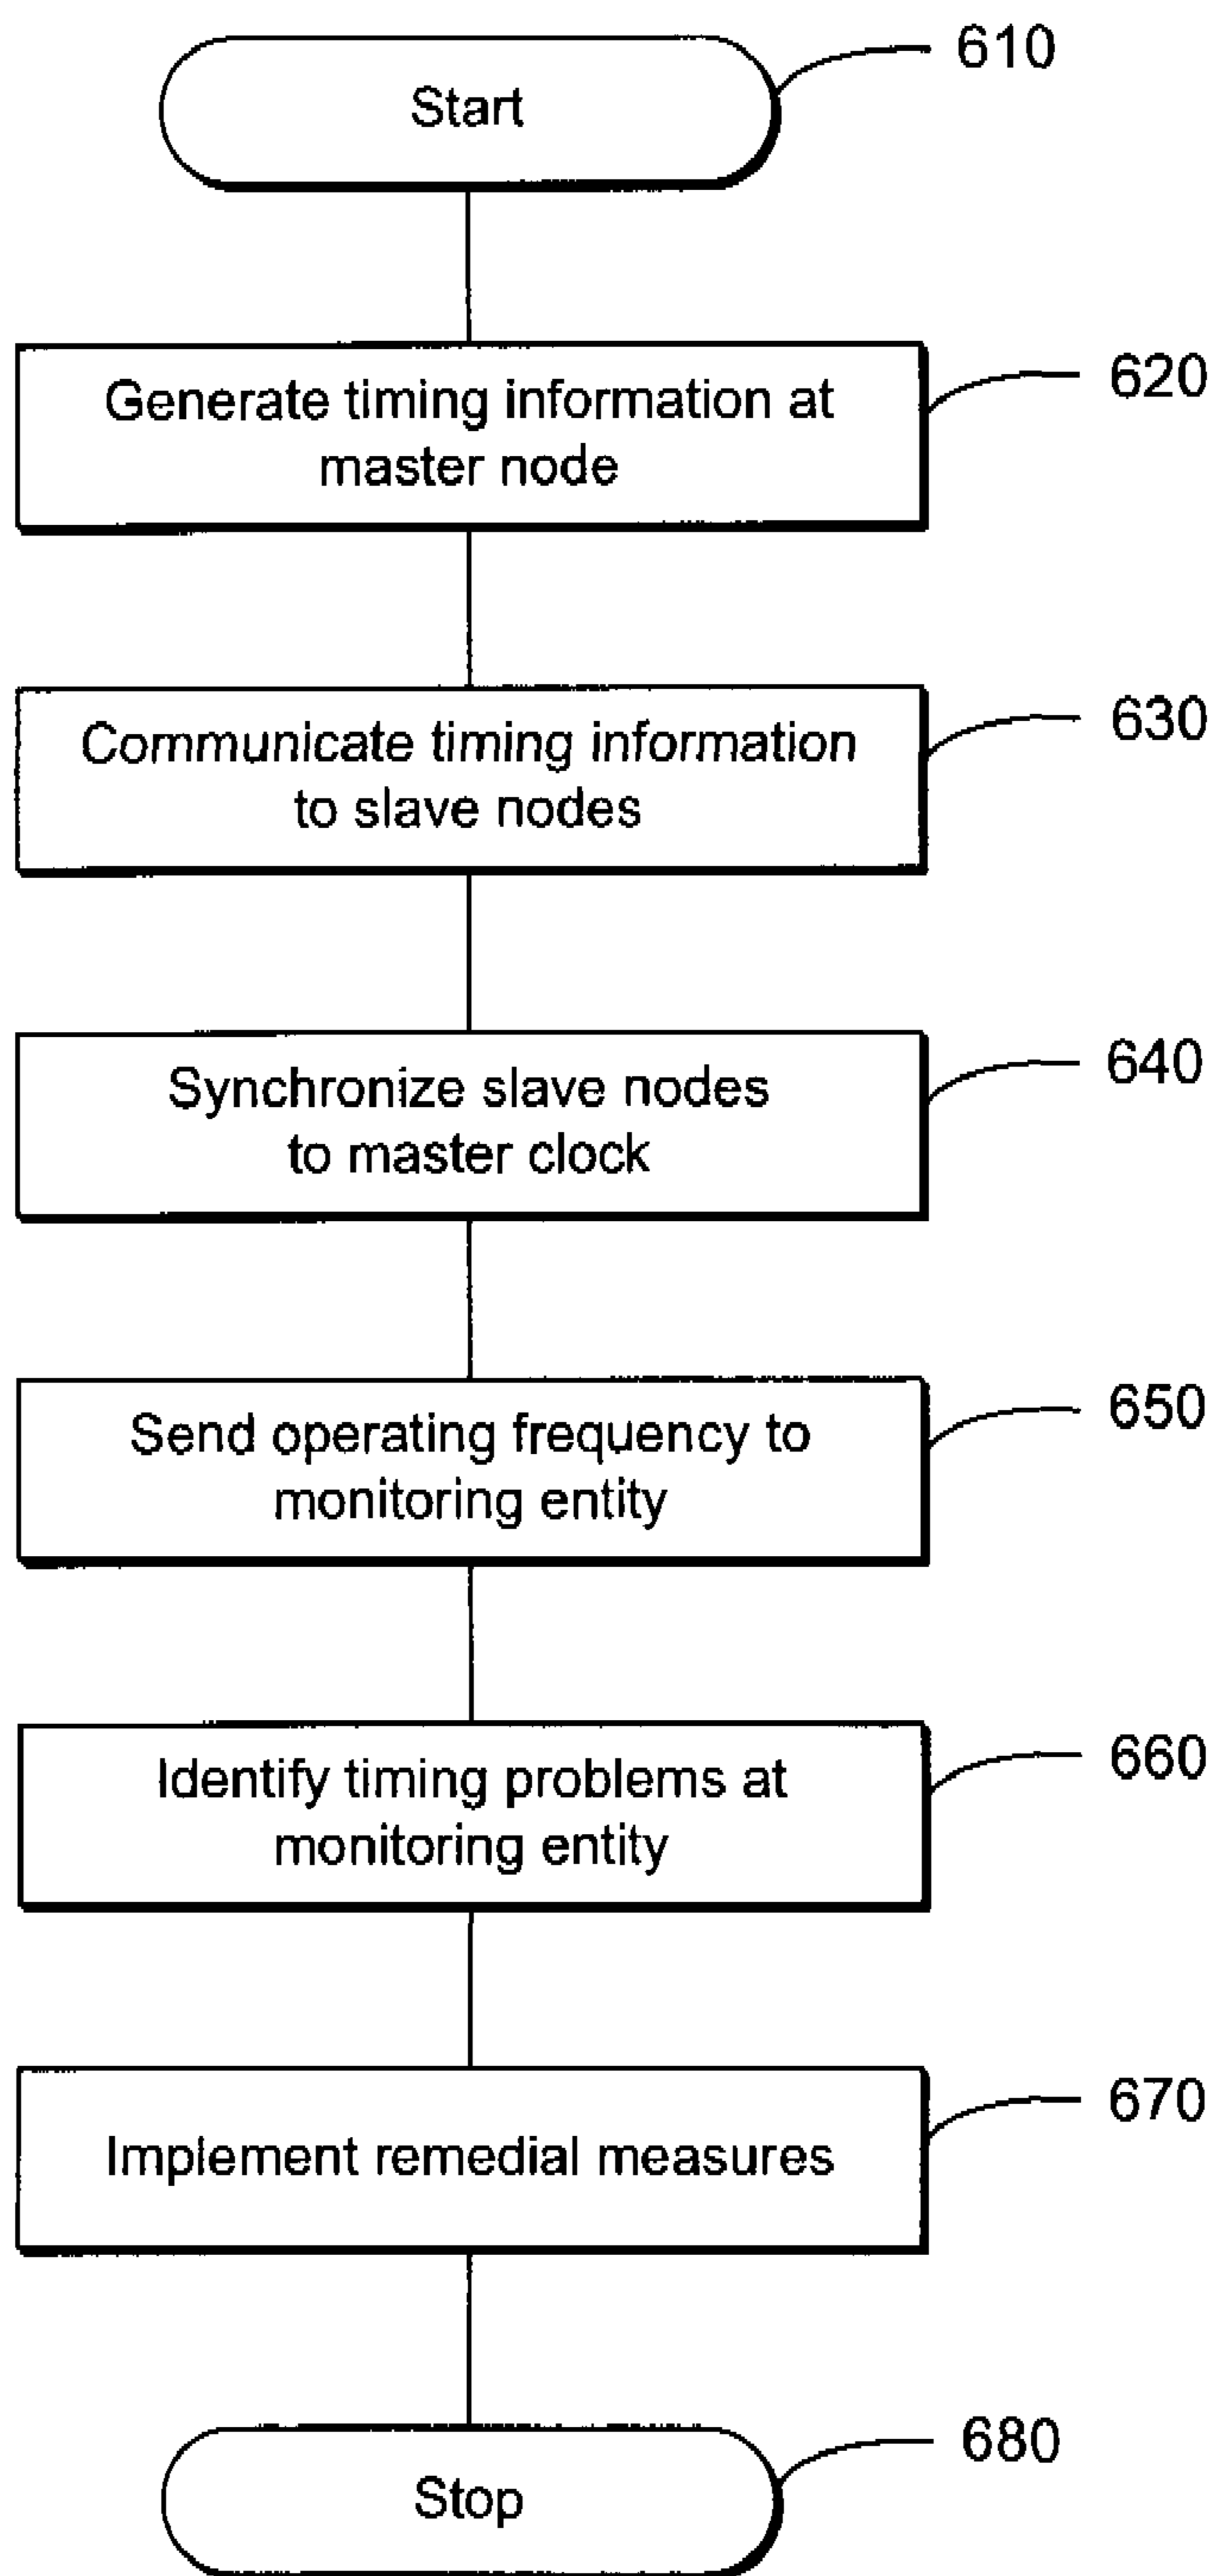 Start
610
Generate timing information at
master node
620
Communicate timing information
to slave nodes
630
Synchronize slave nodes
to master clock
640
Send operating frequency to
monitoring entity
650
Identify timing problems at
monitoring entity
660
Implement remedial measures
670
Stop
680